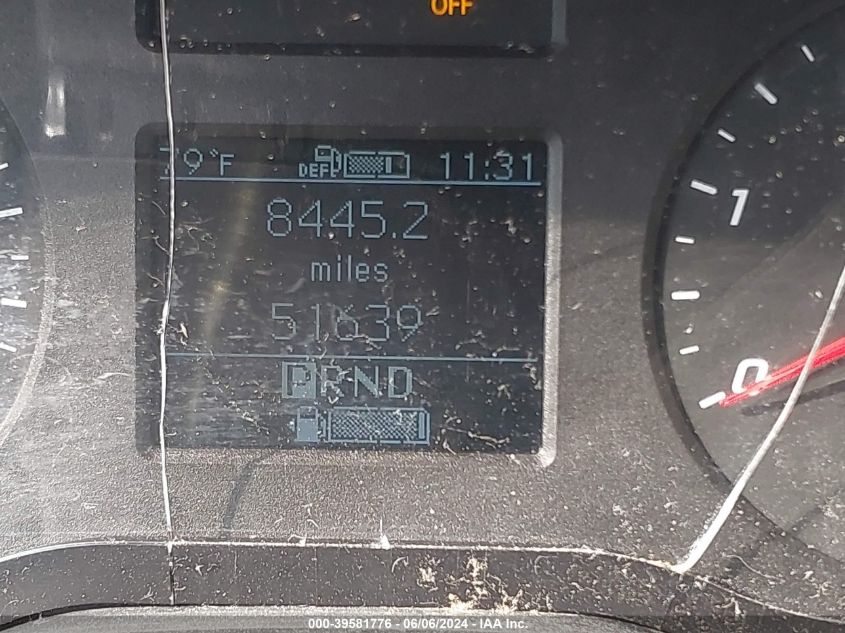 OFF
79°F DEF 11:31
8445.2
miles
51639
PRND
1
0
000-39581776 - 06/06/2024 - IAA Inc.